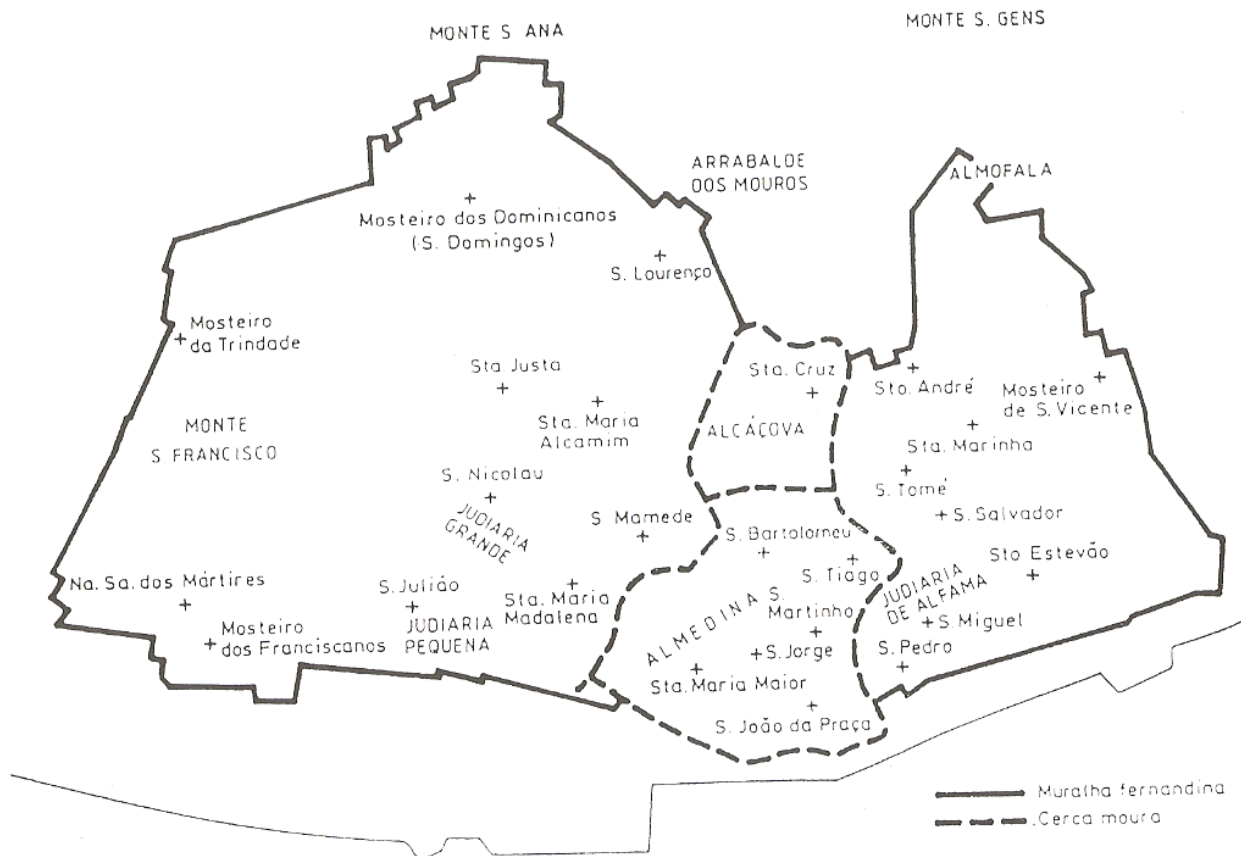 MONTE S. GENS
MONTE S ANA
ARRABALDE
DOS MOUROS
ALMOFALA
Mosteiro dos Dominicanos
(S. Domingos)
S. Lourenço
Mosteiro
da Trindade
Sta. Cruz
Sta Justa
Sto. André
Mosteiro
de S. Vicente
Sta. Maria
Alcamim
MONTE
S. FRANCISCO
ALCÁÇOVA
Sta. Marinha
S. Nicolau
S. Tomé
JUDIARIA
GRANDE
S Mamede
S. Salvador
S. Bartolomeu
Sto Estevão
S. Tiago
Na. Sa. dos Mártires
S. Julião
Sta. Maria
Madalena
S.
Martinho
JUDIARIA
DE ALFAMA
ALMEDINA
Mosteiro
dos Franciscanos
JUDIARIA
PEQUENA
S. Miguel
S. Jorge
S. Pedro
Sta. Maria Maior
S. João da Praça
Muralha fernandina
Cerca moura